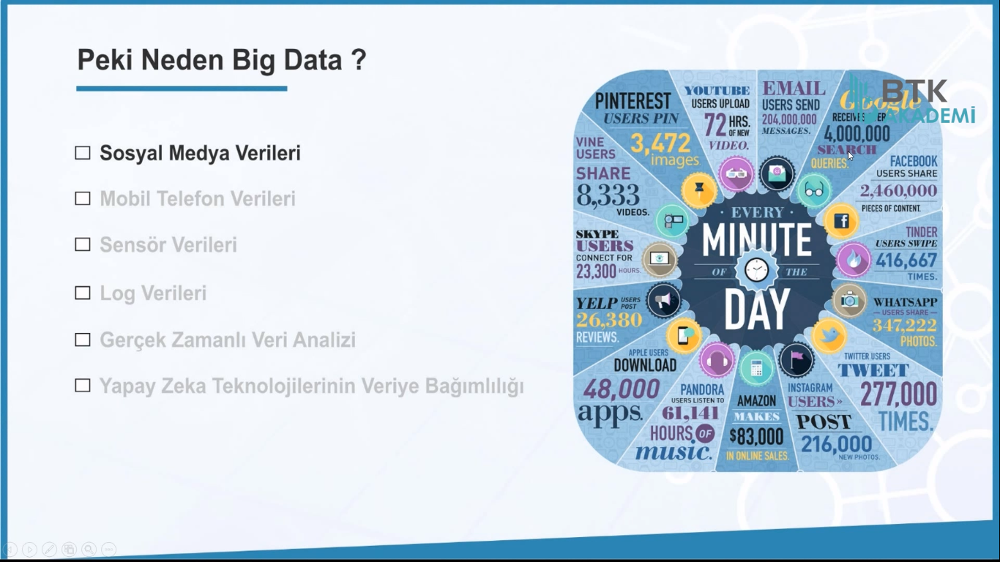 Peki Neden Big Data ?
Sosyal Medya Verileri
Mobil Telefon Verileri
Sensör Verileri
Log Verileri
Gerçek Zamanlı Veri Analizi
Yapay Zeka Teknolojilerinin Veriye Bağımlılığı
BTK
AKADEMİ
EVERY
MINUTE
OF THE
DAY
PINTEREST
USERS PIN
3,472
images.
YOUTUBE
USERS UPLOAD
72 HRS.
OF NEW
VIDEO.
EMAIL
USERS SEND
204,000,000
MESSAGES.
Google
RECEIVES OVER
4,000,000
SEARCH
QUERIES.
FACEBOOK
USERS SHARE
2,460,000
PIECES OF CONTENT.
TINDER
USERS SWIPE
416,667
TIMES.
WHATSAPP
USERS SHARE
347,222
PHOTOS.
TWITTER USERS
TWEET
277,000
TIMES.
INSTAGRAM
USERS»
POST
216,000
NEW PHOTOS.
AMAZON
MAKES
$83,000
IN ONLINE SALES.
PANDORA
USERS LISTEN TO
61,141
HOURS OF
music.
APPLE USERS
DOWNLOAD
48,000
apps.
YELP USERS
POST
26,380
REVIEWS.
SKYPE
USERS
CONNECT FOR
23,300 HOURS.
VINE
USERS
SHARE
8,333
VIDEOS.